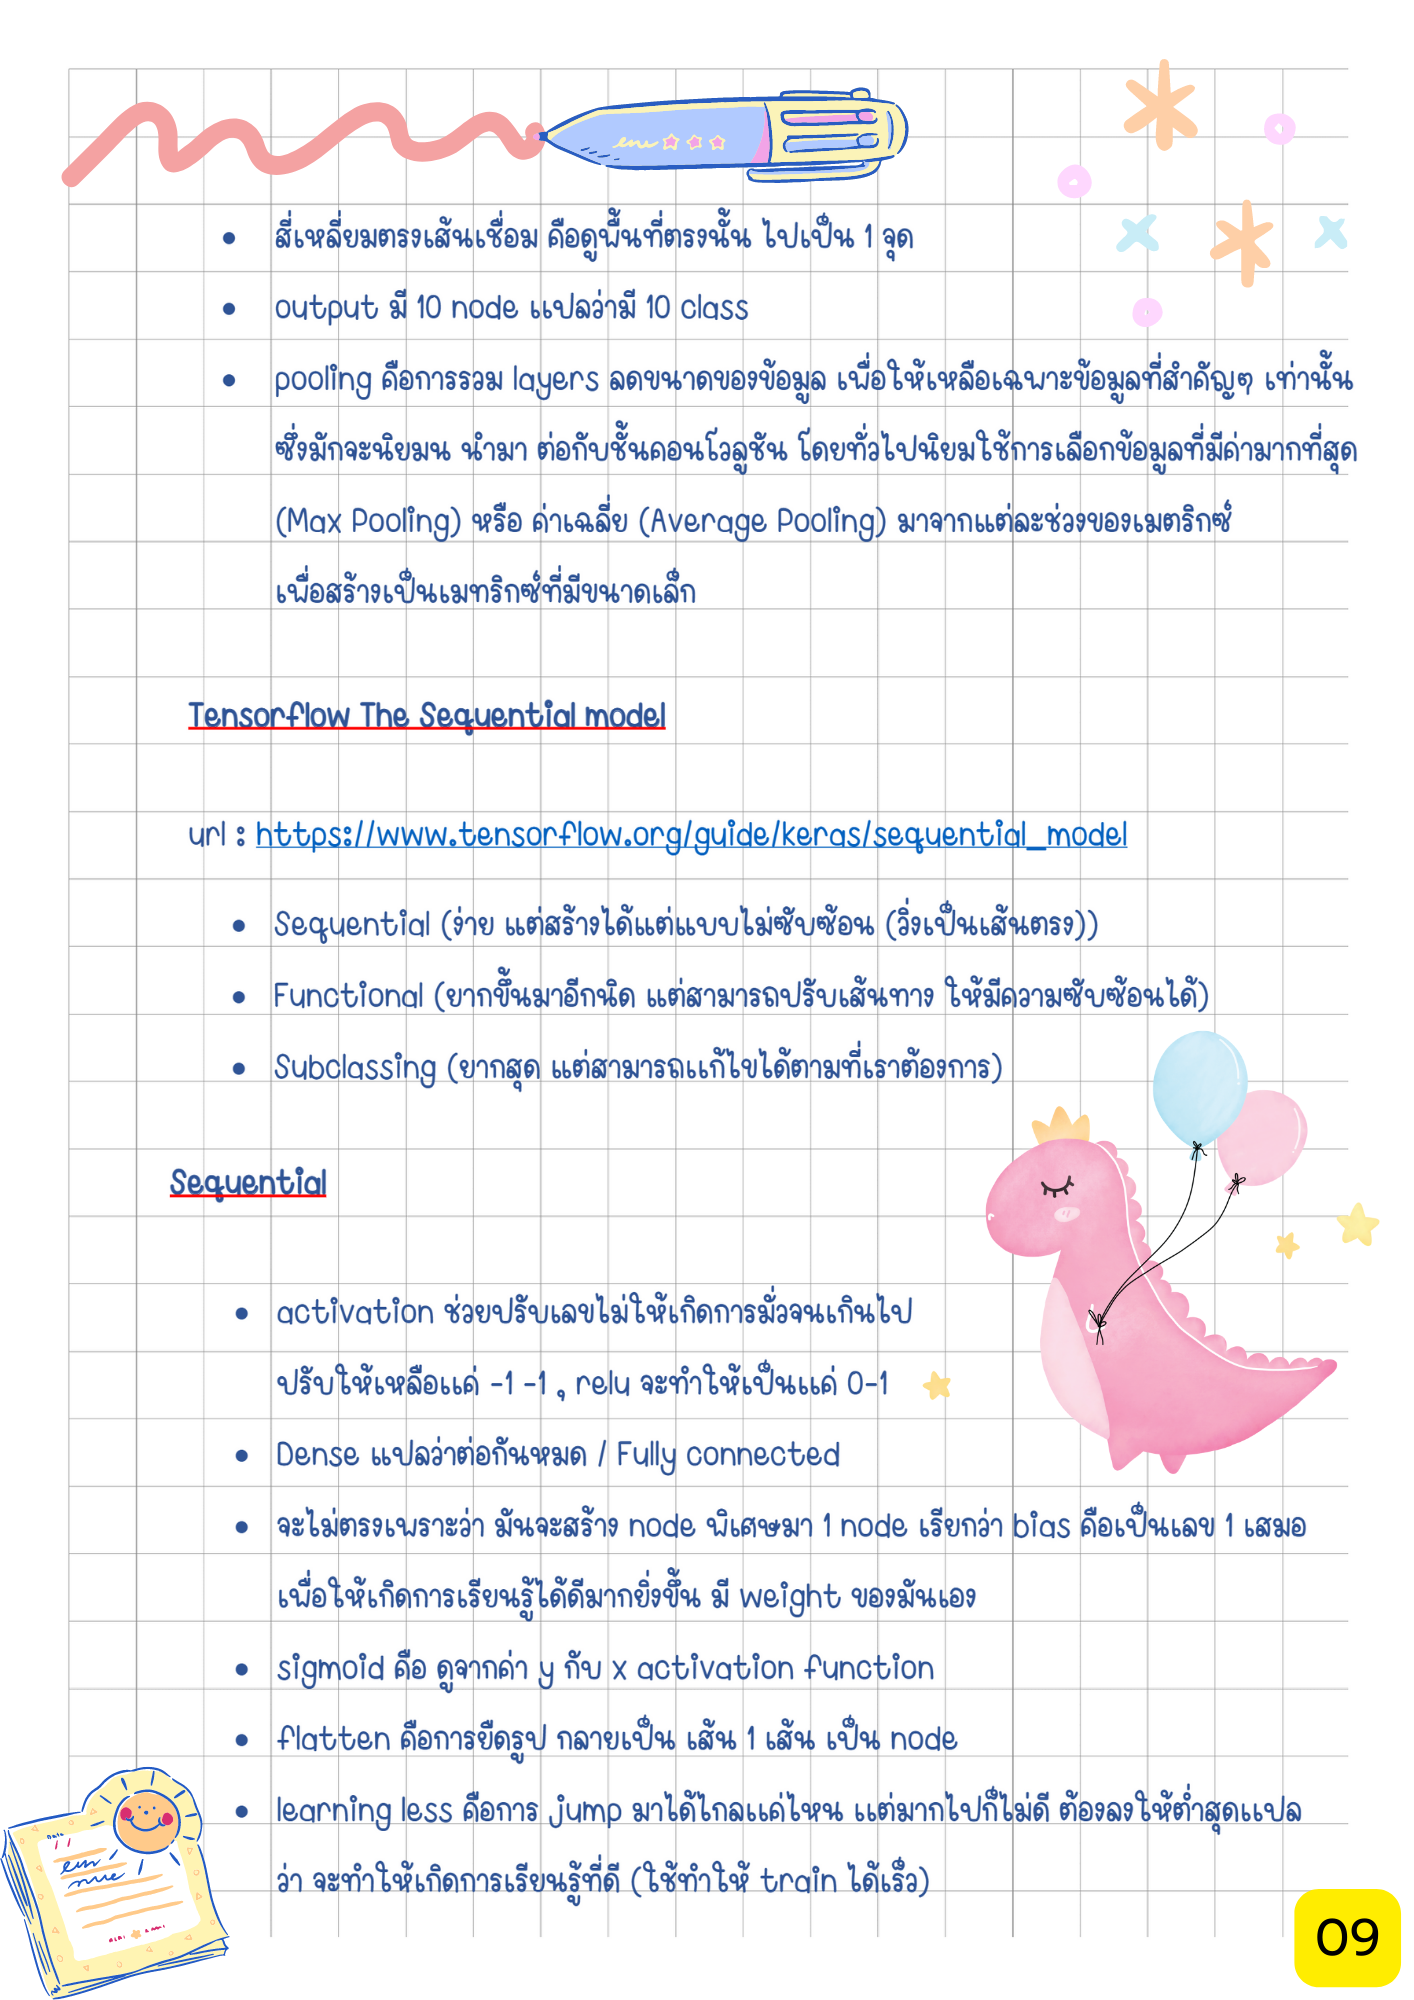 สี่เหลี่ยมตรงเส้นเชื่อม คือดูพื้นที่ตรงนั้น ไปเป็น 1 จุด
output มี 10 node แปลว่ามี 10 class
pooling คือการรวม layers ลดขนาดของข้อมูล เพื่อให้เหลือเฉพาะข้อมูลที่สำคัญๆ เท่านั้น
ซึ่งมักจะนิยมน นำมา ต่อกับชั้นคอนโวลูชัน โดยทั่วไปนิยมใช้การเลือกข้อมูลที่มีค่ามากที่สุด
(Max Pooling) หรือ ค่าเฉลี่ย (Average Pooling) มาจากแต่ละช่วงของเมตริกซ์
เพื่อสร้างเป็นเมทริกซ์ที่มีขนาดเล็ก
Tensorflow The Sequential model
url : https://www.tensorflow.org/guide/keras/sequential_model
Sequential (ง่าย แต่สร้างได้แต่แบบไม่ซับซ้อน (วิ่งเป็นเส้นตรง))
Functional (ยากขึ้นมาอีกนิด แต่สามารถปรับเส้นทาง ให้มีความซับซ้อนได้)
Subclassing (ยากสุด แต่สามารถแก้ไขได้ตามที่เราต้องการ)
Sequential
activation ช่วยปรับเลขไม่ให้เกิดการมั่วจนเกินไป
ปรับให้เหลือแค่ -1 -1 , relu จะทำให้เป็นแค่ 0-1
Dense แปลว่าต่อกันหมด / Fully connected
จะไม่ตรงเพราะว่า มันจะสร้าง node พิเศษมา 1 node เรียกว่า bias คือเป็นเลข 1 เสมอ
เพื่อให้เกิดการเรียนรู้ได้ดีมากยิ่งขึ้น มี weight ของมันเอง
sigmoid คือ ดูจากค่า y กับ x activation function
flatten คือการยืดรูป กลายเป็น เส้น 1 เส้น เป็น node
learning less คือการ jump มาได้ไกลแค่ไหน แต่มากไปก็ไม่ดี ต้องลงให้ต่ำสุดแปล
ว่า จะทำให้เกิดการเรียนรู้ที่ดี (ใช้ทำให้ train ได้เร็ว)
09